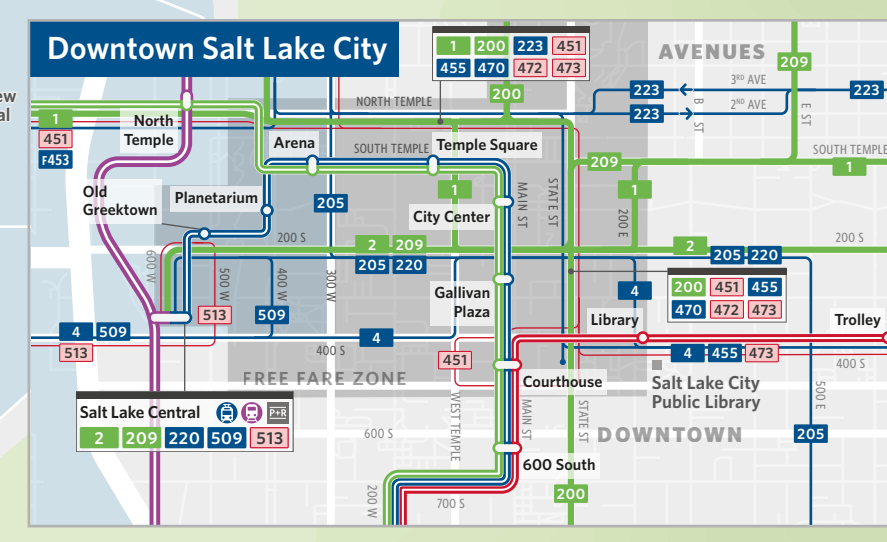 Downtown Salt Lake City
1 200 223 451
455 470 472 473
AVENUES
209
200
3RD AVE
223
223
2ND AVE
223
B ST
E ST
ew
al
NORTH TEMPLE
1
451
F453
North
Temple
Arena
SOUTH TEMPLE
Temple Square
209
SOUTH TEMPLE
1
Old
Greektown
Planetarium
205
1
MAIN ST
STATE ST
200 E
1
City Center
200 S
2 209
205 220
2
200 S
205 220
600 W
500 W
400 W
300 W
Gallivan
Plaza
4
200 451 455
470 472 473
513
509
Library
Trolley
4 509
513
4
400 S
451
4 455 473
400 S
FREE FARE ZONE
Courthouse
Salt Lake City
Public Library
500 E
Salt Lake Central P+R
2 209 220 509 513
WEST TEMPLE
MAIN ST
STATE ST
600 S
DOWNTOWN
205
600 South
200 W
700 S
200